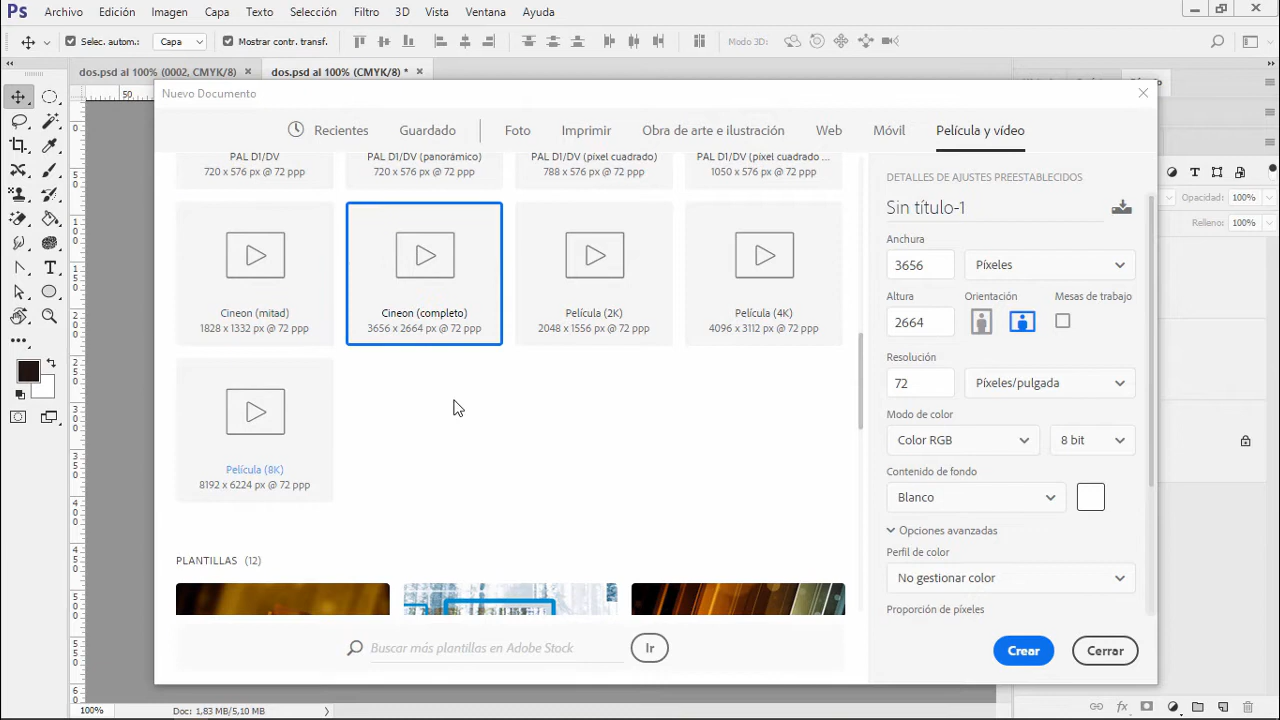 Ps Archivo Edición Imagen Capa Texto Selección Filtro 3D Vista Ventana Ayuda
Selec. autom.: Capa Mostrar contr. transf. Modo 3D:
dos.psd al 100% (0002, CMYK/8) × dos.psd al 100% (CMYK/8) * ×
Nuevo Documento
Recientes Guardado Foto Imprimir Obra de arte e ilustración Web Móvil Película y vídeo
PAL D1/DV PAL D1/DV (panorámico) PAL D1/DV (píxel cuadrado) PAL D1/DV (píxel cuadrado ...
720 x 576 px @ 72 ppp 720 x 576 px @ 72 ppp 788 x 576 px @ 72 ppp 1050 x 576 px @ 72 ppp
Cineon (mitad) Cineon (completo) Película (2K) Película (4K)
1828 x 1332 px @ 72 ppp 3656 x 2664 px @ 72 ppp 2048 x 1556 px @ 72 ppp 4096 x 3112 px @ 72 ppp
Película (8K)
8192 x 6224 px @ 72 ppp
PLANTILLAS (12)
Buscar más plantillas en Adobe Stock Ir
DETALLES DE AJUSTES PREESTABLECIDOS
Sin título-1
Anchura
3656 Píxeles
Altura Orientación Mesas de trabajo
2664
Resolución
72 Píxeles/pulgada
Modo de color
Color RGB 8 bit
Contenido de fondo
Blanco
Opciones avanzadas
Perfil de color
No gestionar color
Proporción de píxeles
Crear Cerrar
Opacidad: 100%
Relleno: 100%
100% Doc: 1,83 MB/5,10 MB